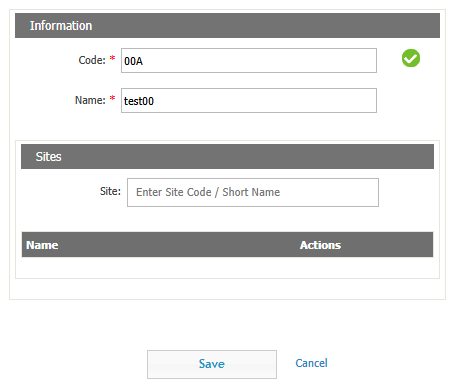 Information
Code: * 00A
Name: * test00
Sites
Site: Enter Site Code / Short Name
Name Actions
Save Cancel